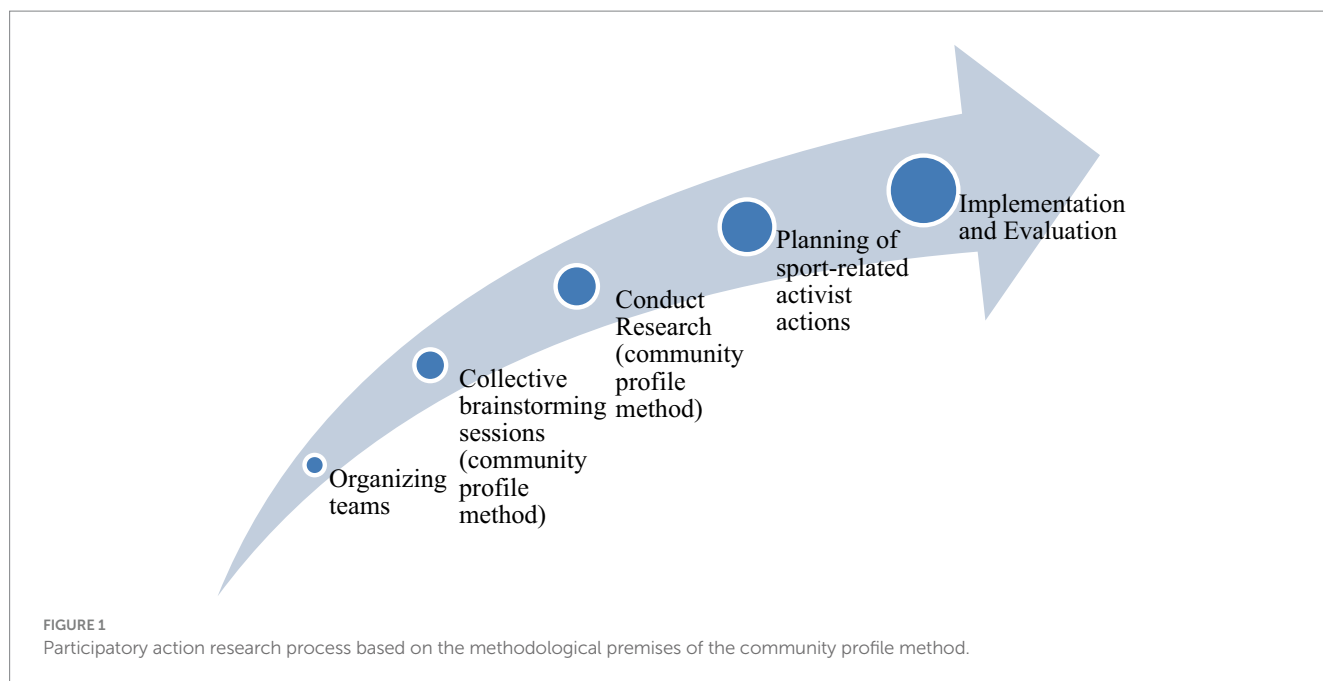 Organizing
teams
Collective
brainstorming
sessions
(community
profile
method)
Conduct
Research
(community
profile
method)
Planning of
sport-related
activist
actions
Implementation
and Evaluation
FIGURE 1
Participatory action research process based on the methodological premises of the community profile method.